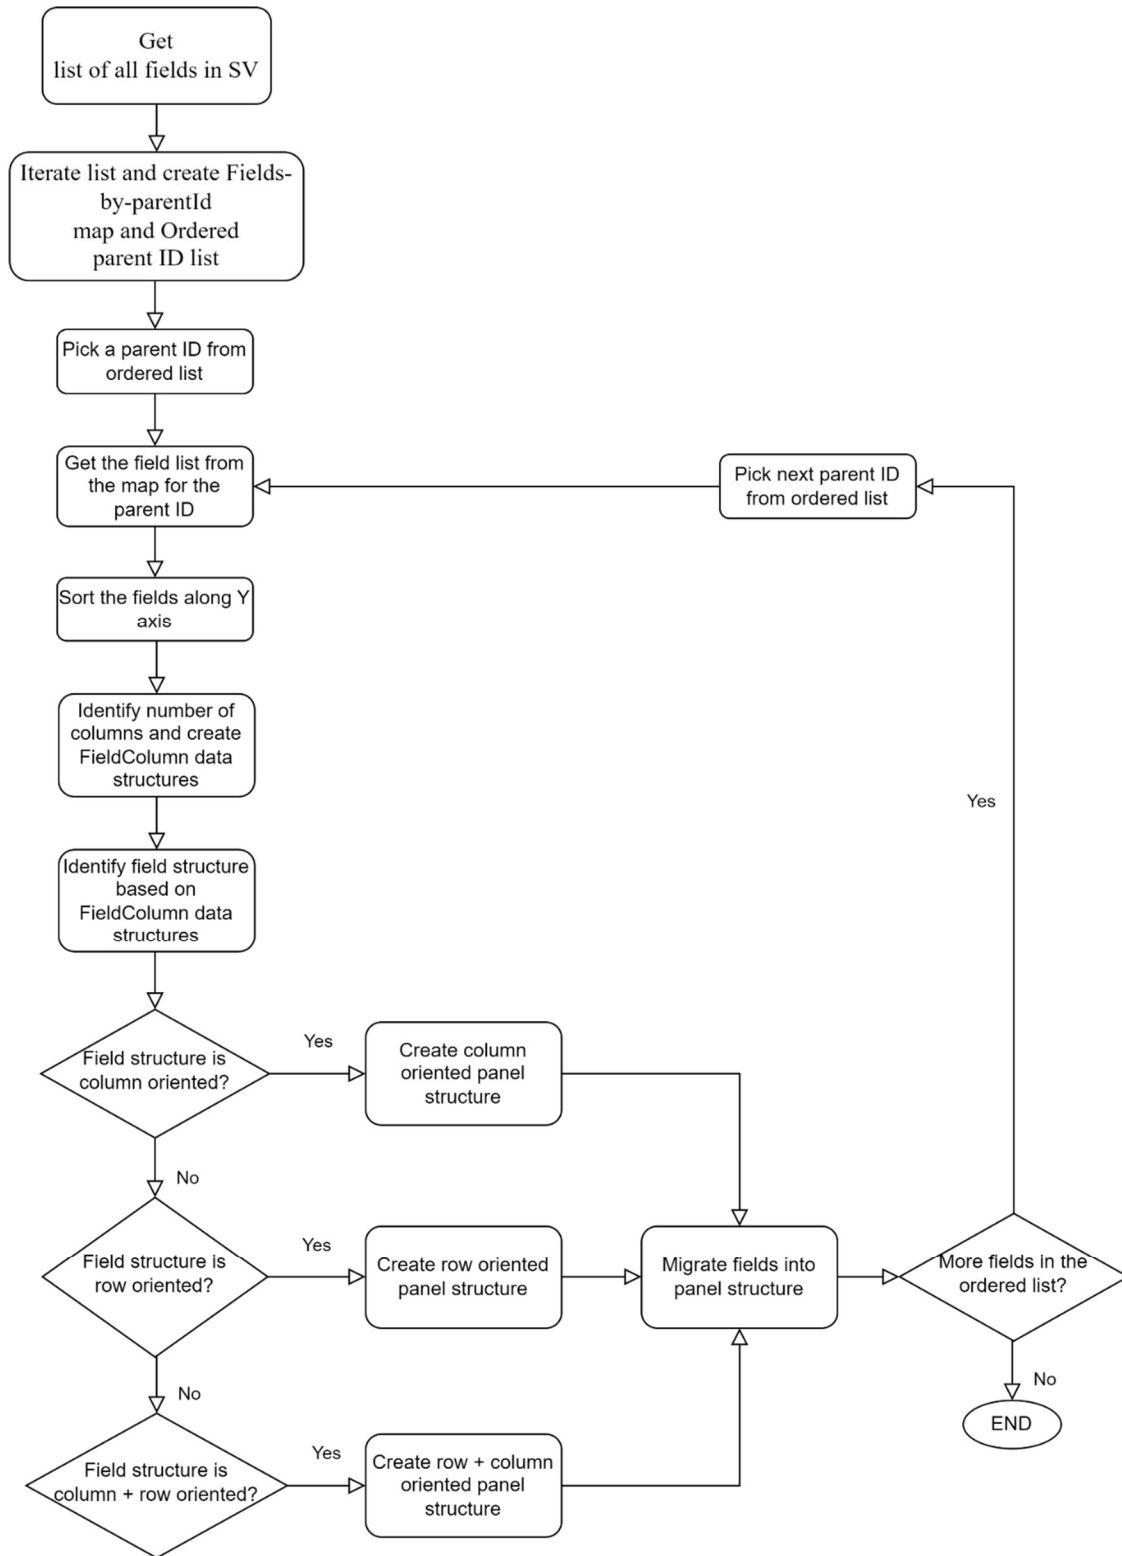 Get
list of all fields in SV
Iterate list and create Fields-
by-parentId
map and Ordered
parent ID list
Pick a parent ID from
ordered list
Get the field list from
the map for the
parent ID
Pick next parent ID
from ordered list
Sort the fields along Y
axis
Identify number of
columns and create
FieldColumn data
structures
Yes
Identify field structure
based on
FieldColumn data
structures
Field structure is
column oriented?
Yes
Create column
oriented panel
structure
No
Field structure is
row oriented?
Yes
Create row oriented
panel structure
Migrate fields into
panel structure
More fields in the
ordered list?
No
No
END
Field structure is
column + row oriented?
Yes
Create row + column
oriented panel
structure